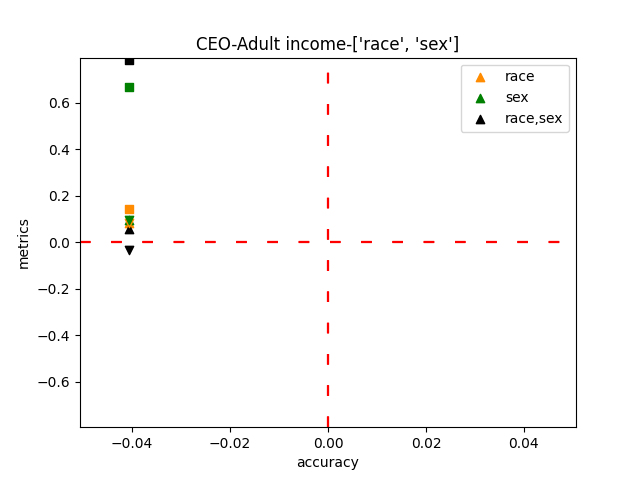 CEO-Adult income-['race', 'sex']
race
sex
race,sex
metrics
0.6
0.4
0.2
0.0
−0.2
−0.4
−0.6
−0.04
−0.02
0.00
0.02
0.04
accuracy